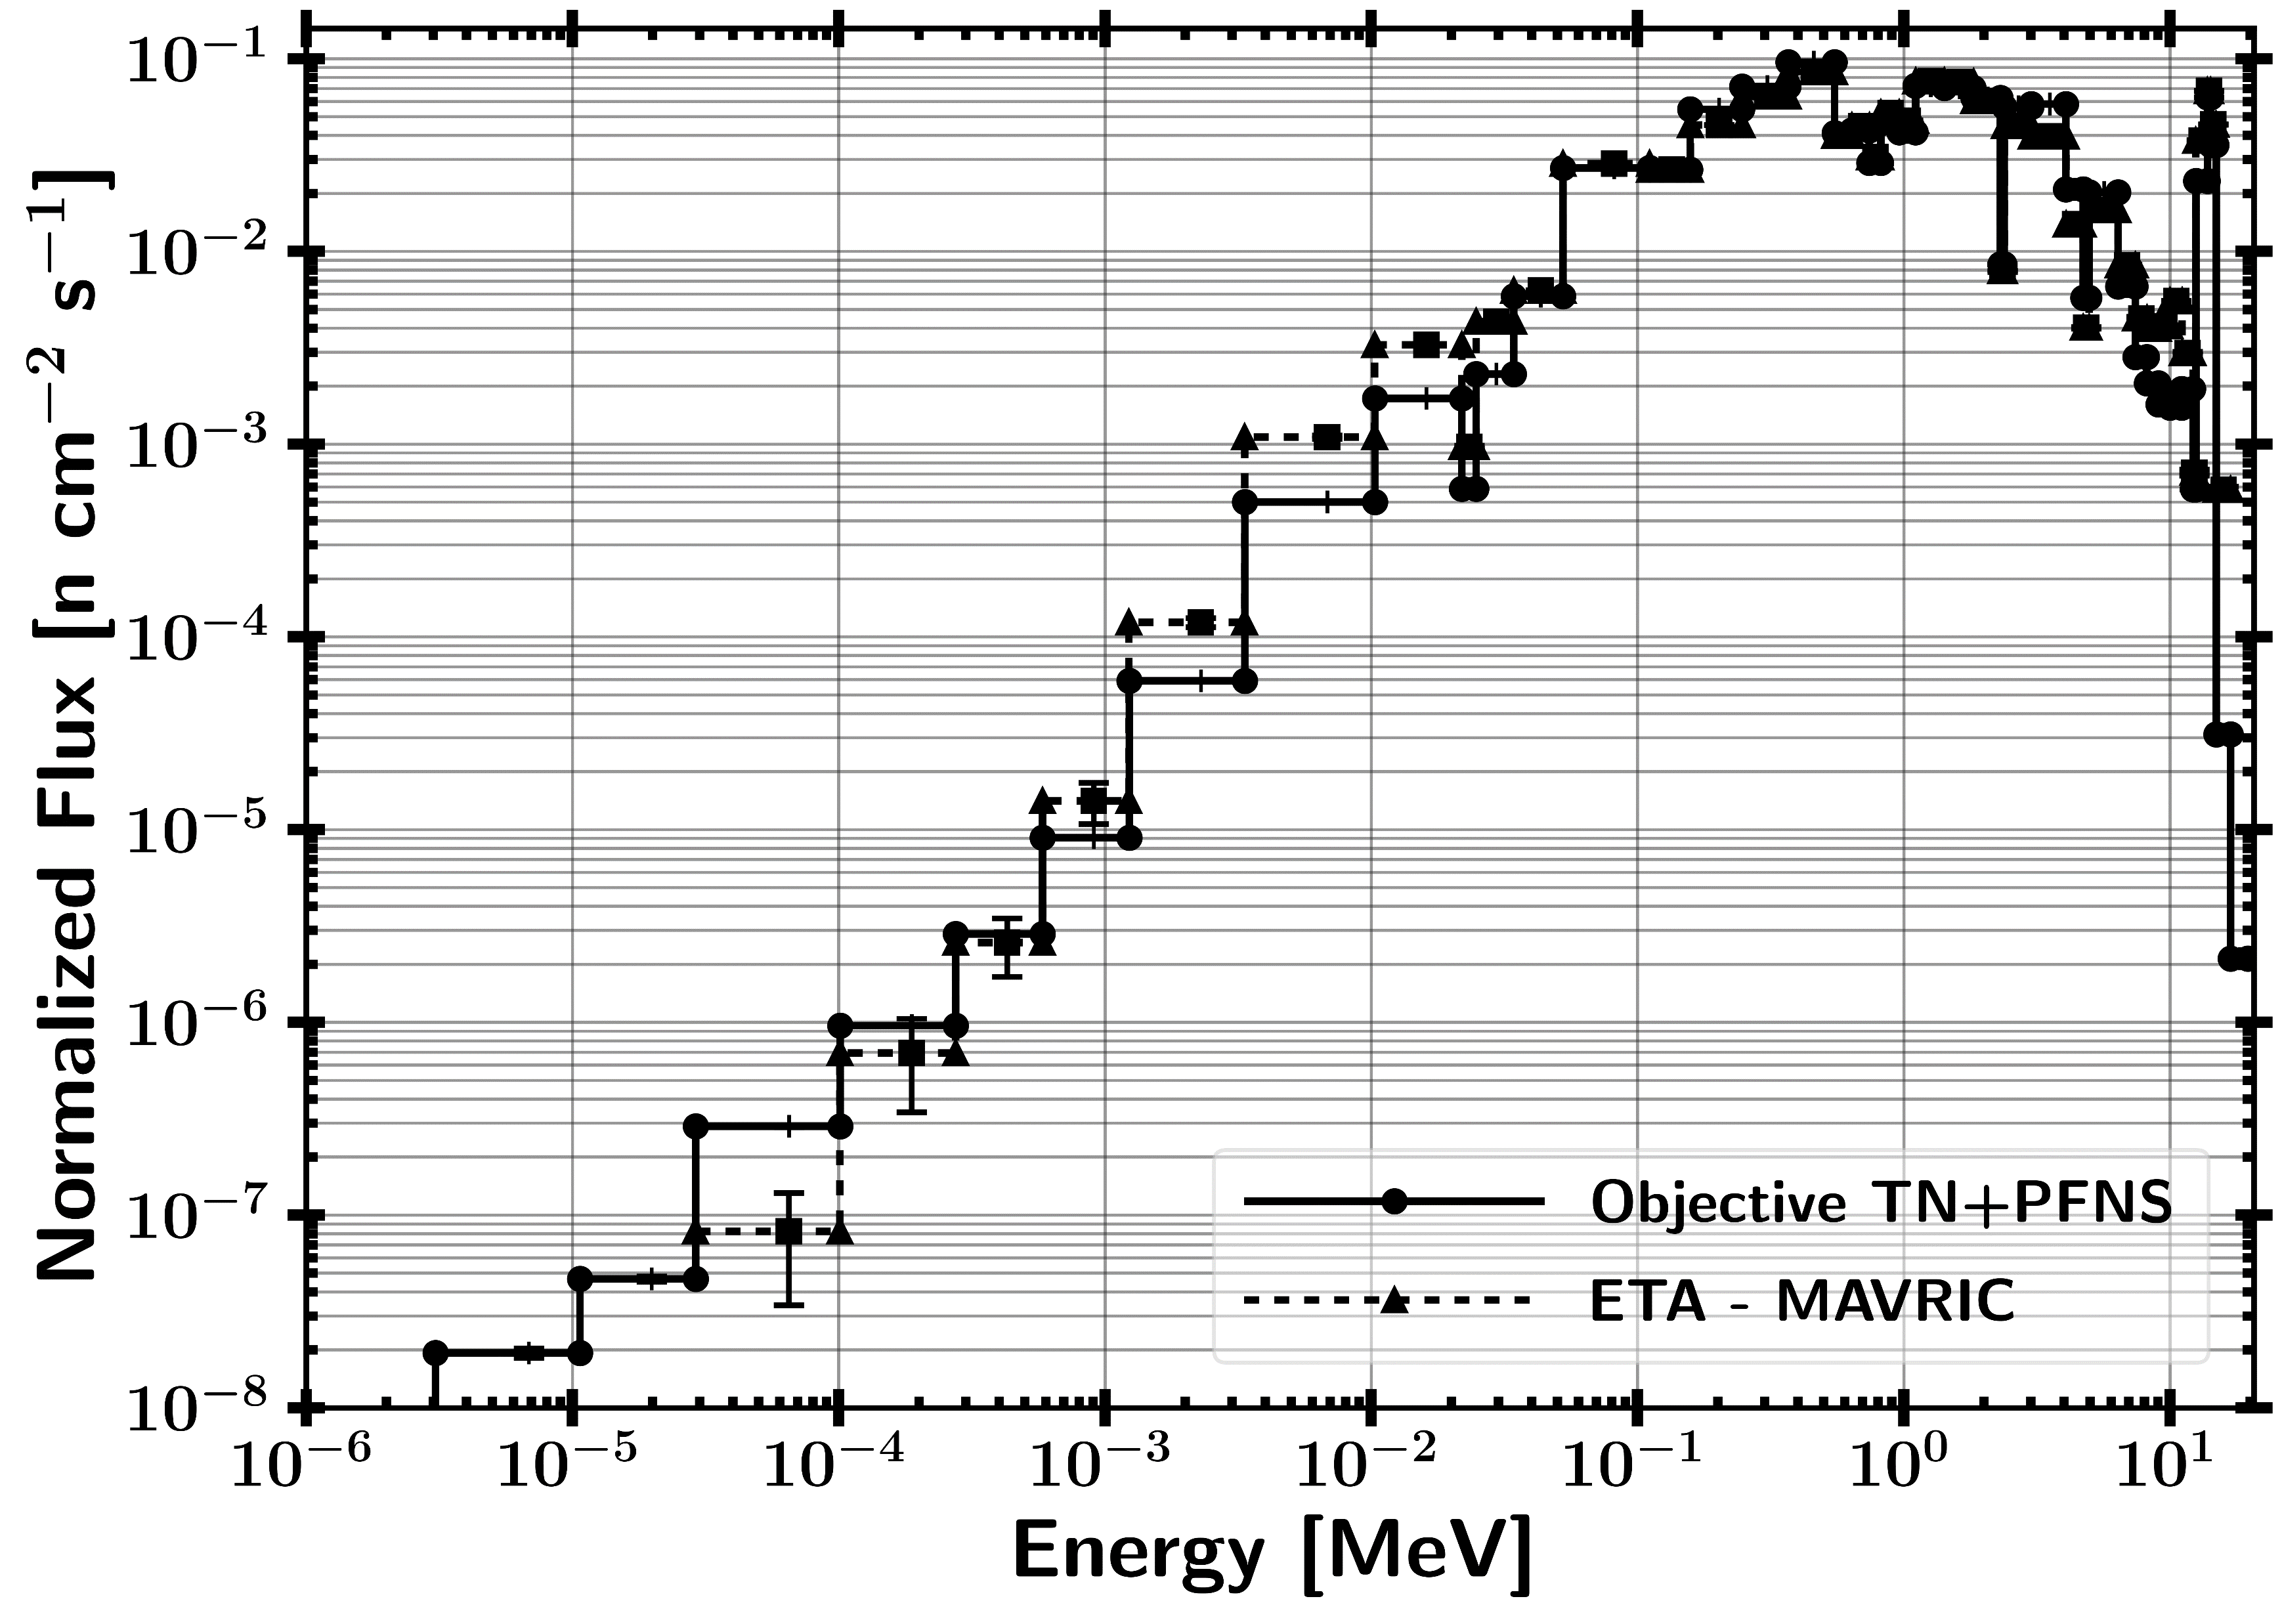 Normalized Flux [n cm⁻² s⁻¹]
10⁻¹
10⁻²
10⁻³
10⁻⁴
10⁻⁵
10⁻⁶
10⁻⁷
10⁻⁸
Objective TN+PFNS
ETA - MAVRIC
10⁻⁶ 10⁻⁵ 10⁻⁴ 10⁻³ 10⁻² 10⁻¹ 10⁰ 10¹
Energy [MeV]